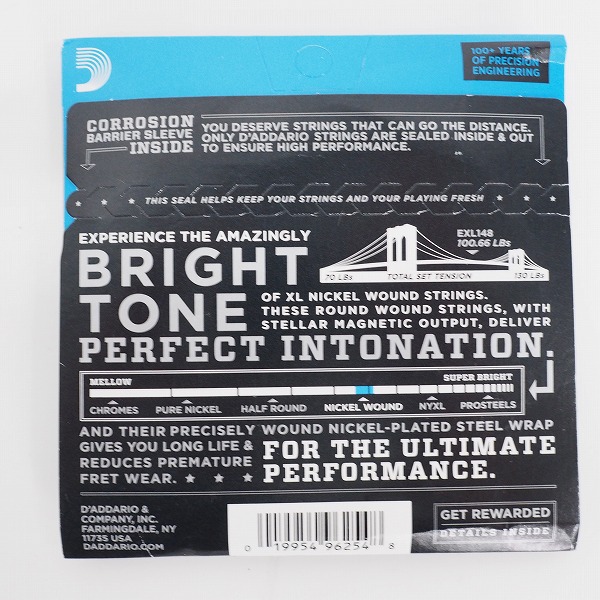 100+ YEARS
OF PRECISION
ENGINEERING
CORROSION
BARRIER SLEEVE
INSIDE
YOU DESERVE STRINGS THAT CAN GO THE DISTANCE.
ONLY D'ADDARIO STRINGS ARE SEALED INSIDE & OUT
TO ENSURE HIGH PERFORMANCE.
★ ★ ★ THIS SEAL HELPS KEEP YOUR STRINGS AND YOUR PLAYING FRESH ★ ★ ★
EXPERIENCE THE AMAZINGLY
BRIGHT
TONE
EXL148
100.66 LBs
70 LBs TOTAL SET TENSION 130 LBs
OF XL NICKEL WOUND STRINGS.
THESE ROUND WOUND STRINGS, WITH
STELLAR MAGNETIC OUTPUT, DELIVER
PERFECT INTONATION.
MELLOW SUPER BRIGHT
CHROMES PURE NICKEL HALF ROUND NICKEL WOUND NYXL PROSTEELS
AND THEIR PRECISELY WOUND NICKEL-PLATED STEEL WRAP
GIVES YOU LONG LIFE &
REDUCES PREMATURE
FRET WEAR. ★ ★ ★
FOR THE ULTIMATE
PERFORMANCE.
D'ADDARIO &
COMPANY, INC.
FARMINGDALE, NY
11735 USA
DADDARIO.COM
0 19954 96254 8
GET REWARDED
DETAILS INSIDE